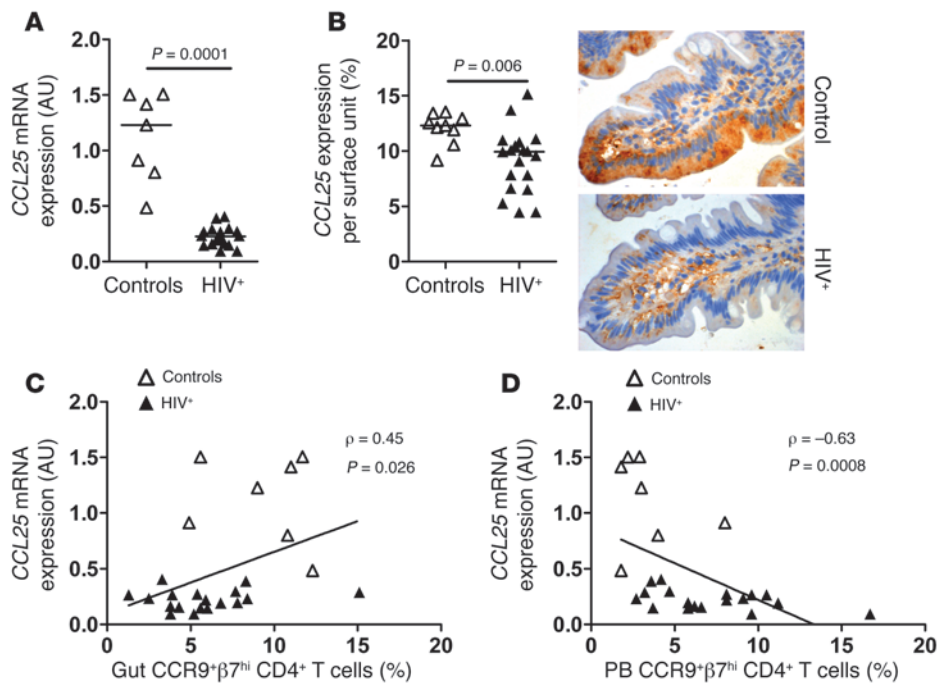 A
CCL25 mRNA
expression (AU)
2.0
1.5
1.0
0.5
0.0
P = 0.0001
Controls
HIV⁺
B
CCL25 expression
per surface unit (%)
20
15
10
5
0
P = 0.006
Controls
HIV⁺
Control
HIV⁺
C
Controls
HIV⁺
CCL25 mRNA
expression (AU)
2.0
1.5
1.0
0.5
0.0
ρ = 0.45
P = 0.026
0 5 10 15 20
Gut CCR9⁺β7ʰⁱ CD4⁺ T cells (%)
D
Controls
HIV⁺
CCL25 mRNA
expression (AU)
2.0
1.5
1.0
0.5
0.0
ρ = –0.63
P = 0.0008
0 5 10 15 20
PB CCR9⁺β7ʰⁱ CD4⁺ T cells (%)